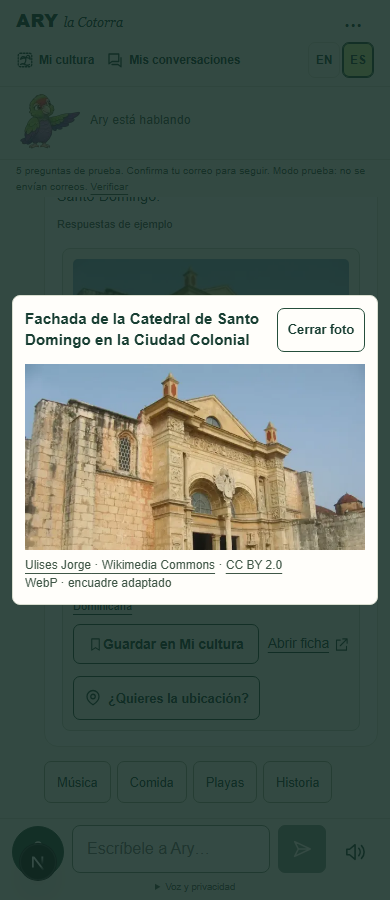 ARY la Cotorra
...
Mi cultura Mis conversaciones EN ES
Ary está hablando
5 preguntas de prueba. Confirma tu correo para seguir. Modo prueba: no se
envían correos. Verificar
Santo Domingo.
Respuestas de ejemplo
Fachada de la Catedral de Santo
Domingo en la Ciudad Colonial
Cerrar foto
Ulises Jorge · Wikimedia Commons · CC BY 2.0
WebP · encuadre adaptado
Dominicana
Guardar en Mi cultura Abrir ficha
¿Quieres la ubicación?
Música Comida Playas Historia
N
Escríbele a Ary...
▶ Voz y privacidad